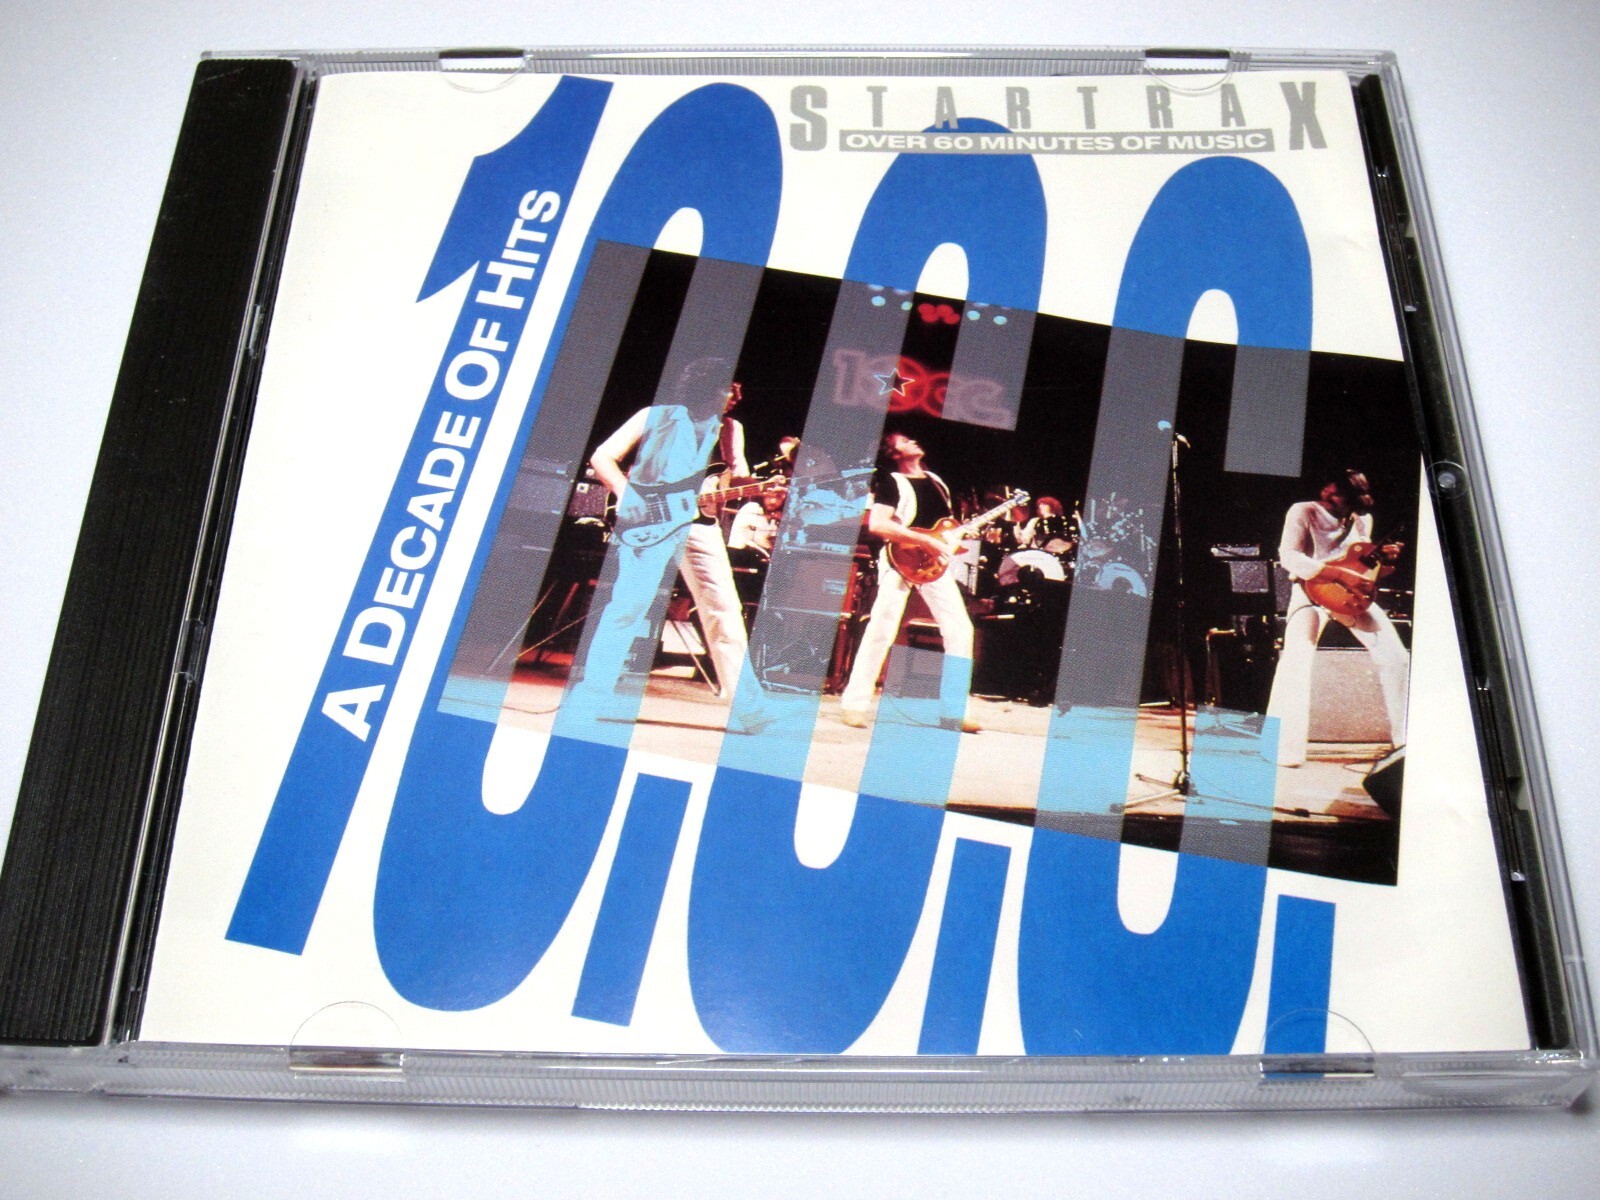 STARTRAX
OVER 60 MINUTES OF MUSIC
10.C.C.
A DECADE OF HITS
10cc.